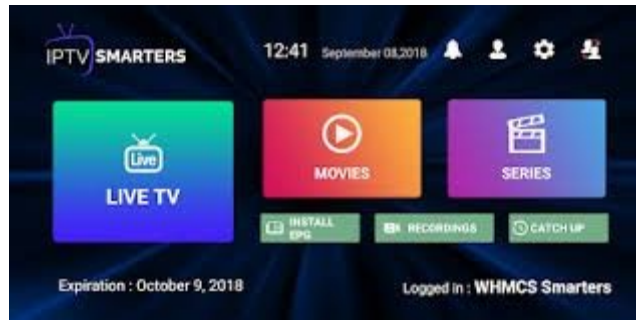 IPTV SMARTERS
12:41 September 03,2018
Live
LIVE TV
MOVIES
SERIES
INSTALL
EPG
RECORDINGS
CATCH UP
Expiration : October 9, 2018
Logged in : WHMCS Smarters